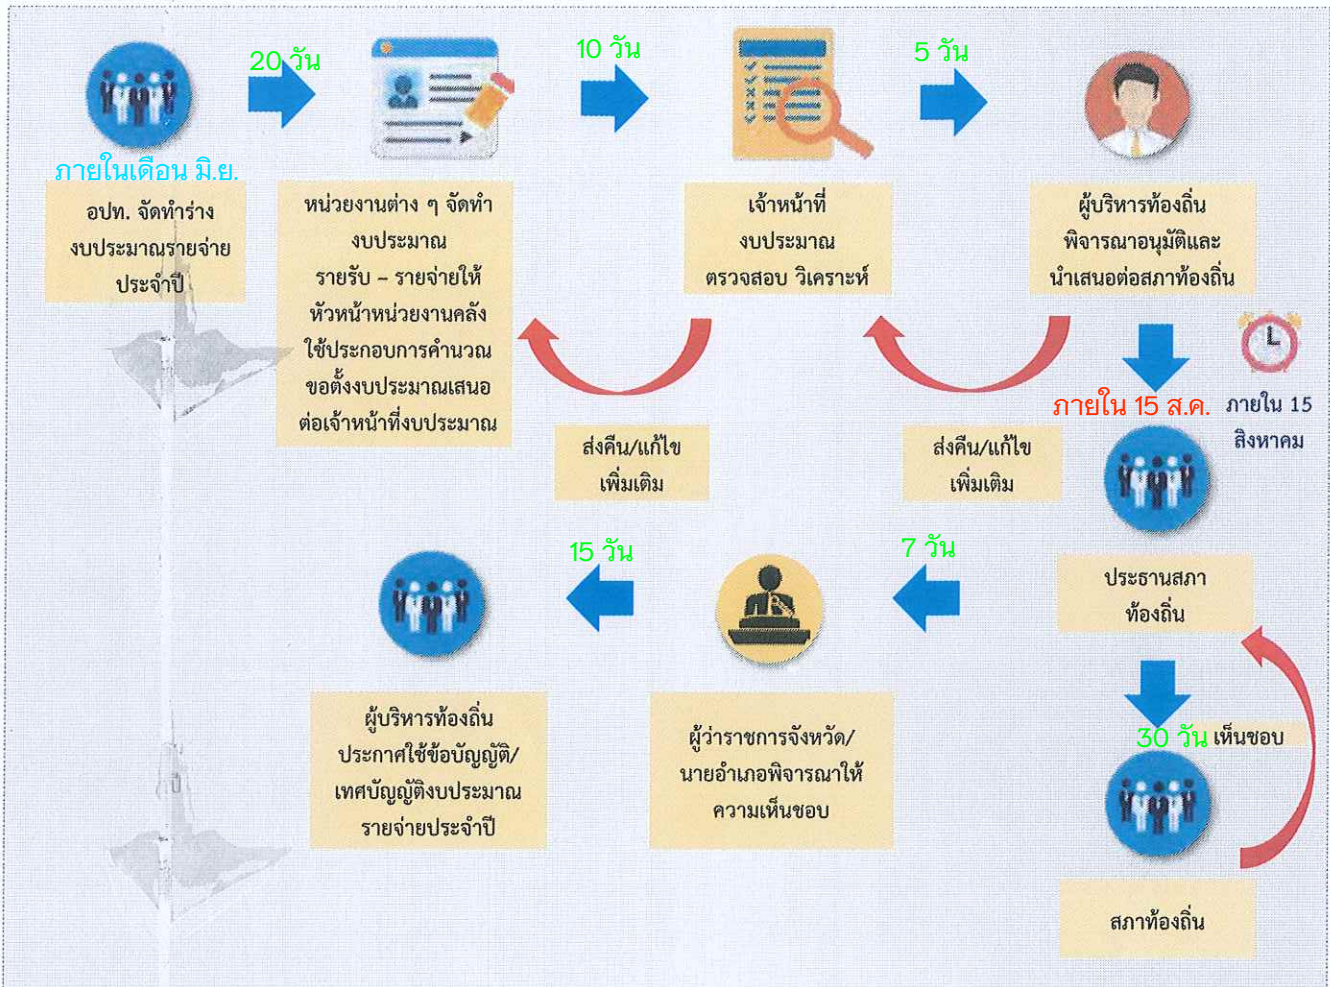 20 วัน
10 วัน
5 วัน
ภายในเดือน มิ.ย.
อปท. จัดทำร่าง
งบประมาณรายจ่าย
ประจำปี
หน่วยงานต่าง ๆ จัดทำ
งบประมาณ
รายรับ – รายจ่ายให้
หัวหน้าหน่วยงานคลัง
ใช้ประกอบการคำนวณ
ขอตั้งงบประมาณเสนอ
ต่อเจ้าหน้าที่งบประมาณ
เจ้าหน้าที่
งบประมาณ
ตรวจสอบ วิเคราะห์
ผู้บริหารท้องถิ่น
พิจารณาอนุมัติและ
นำเสนอต่อสภาท้องถิ่น
ส่งคืน/แก้ไข
เพิ่มเติม
ส่งคืน/แก้ไข
เพิ่มเติม
ภายใน 15 ส.ค.
ภายใน 15
สิงหาคม
ประธานสภา
ท้องถิ่น
30 วัน เห็นชอบ
สภาท้องถิ่น
7 วัน
ผู้ว่าราชการจังหวัด/
นายอำเภอพิจารณาให้
ความเห็นชอบ
15 วัน
ผู้บริหารท้องถิ่น
ประกาศใช้ข้อบัญญัติ/
เทศบัญญัติงบประมาณ
รายจ่ายประจำปี